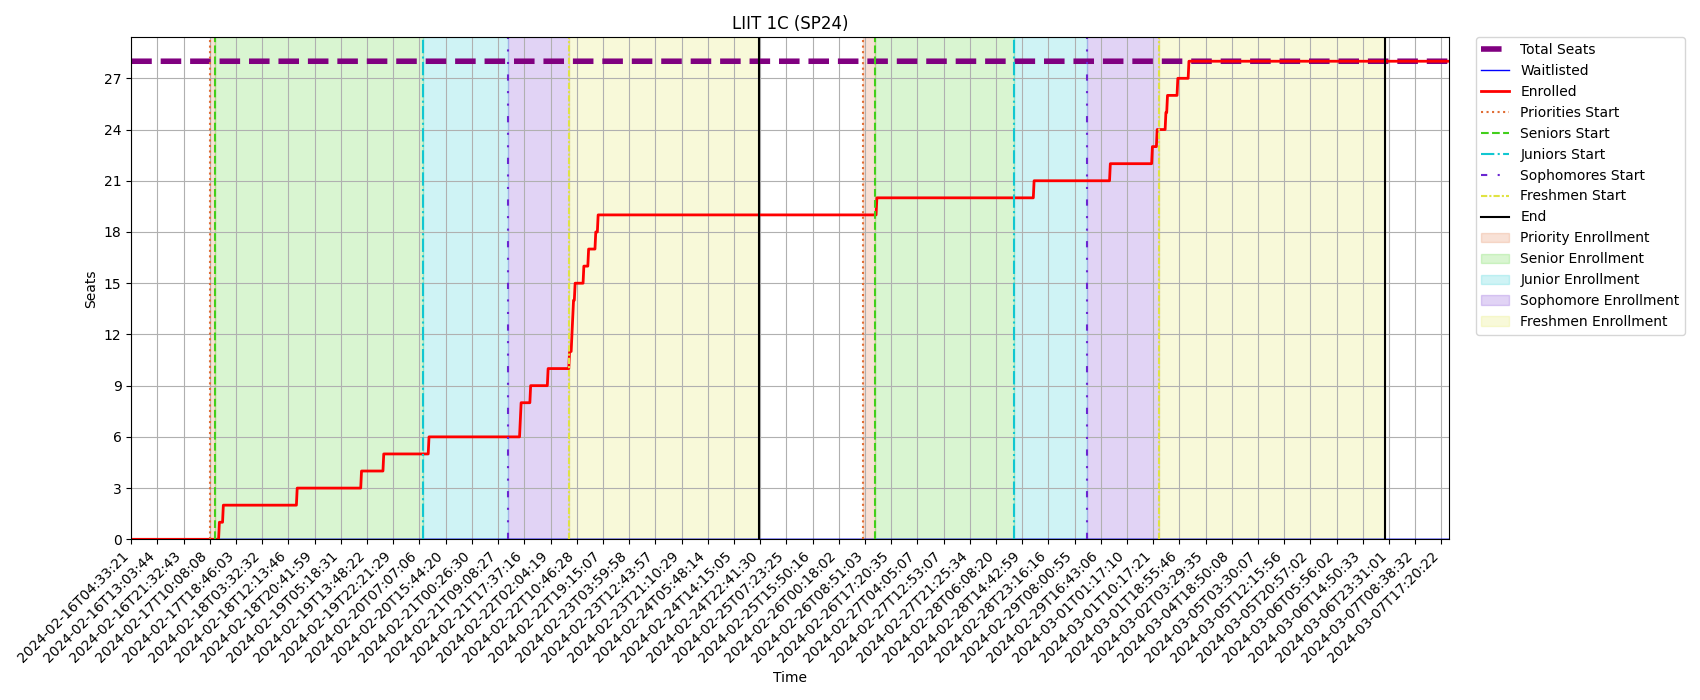 LIIT 1C (SP24)
Total Seats
Waitlisted
Enrolled
Priorities Start
Seniors Start
Juniors Start
Sophomores Start
Freshmen Start
End
Priority Enrollment
Senior Enrollment
Junior Enrollment
Sophomore Enrollment
Freshmen Enrollment
Seats
27
24
21
18
15
12
9
6
3
0
2024-02-16T04:33:21
2024-02-16T13:03:44
2024-02-16T21:32:43
2024-02-17T10:08:08
2024-02-17T18:46:03
2024-02-18T03:32:32
2024-02-18T12:13:46
2024-02-18T20:41:59
2024-02-19T05:18:31
2024-02-19T13:48:22
2024-02-19T22:21:29
2024-02-20T07:07:06
2024-02-20T15:44:20
2024-02-21T00:26:30
2024-02-21T09:08:27
2024-02-21T17:37:16
2024-02-22T02:04:19
2024-02-22T10:46:28
2024-02-22T19:15:07
2024-02-23T03:59:58
2024-02-23T12:43:57
2024-02-23T21:10:29
2024-02-24T05:48:14
2024-02-24T14:15:05
2024-02-24T22:41:30
2024-02-25T07:23:25
2024-02-25T15:50:16
2024-02-26T00:18:02
2024-02-26T08:51:03
2024-02-26T17:20:35
2024-02-27T04:05:07
2024-02-27T12:53:07
2024-02-27T21:25:34
2024-02-28T06:08:20
2024-02-28T14:42:59
2024-02-28T23:16:16
2024-02-29T08:00:55
2024-02-29T16:43:06
2024-03-01T01:17:10
2024-03-01T10:17:21
2024-03-01T18:55:46
2024-03-02T03:29:35
2024-03-04T18:50:08
2024-03-05T03:30:07
2024-03-05T12:15:56
2024-03-05T20:57:02
2024-03-06T05:56:02
2024-03-06T14:50:33
2024-03-06T23:31:01
2024-03-07T08:38:32
2024-03-07T17:20:22
Time